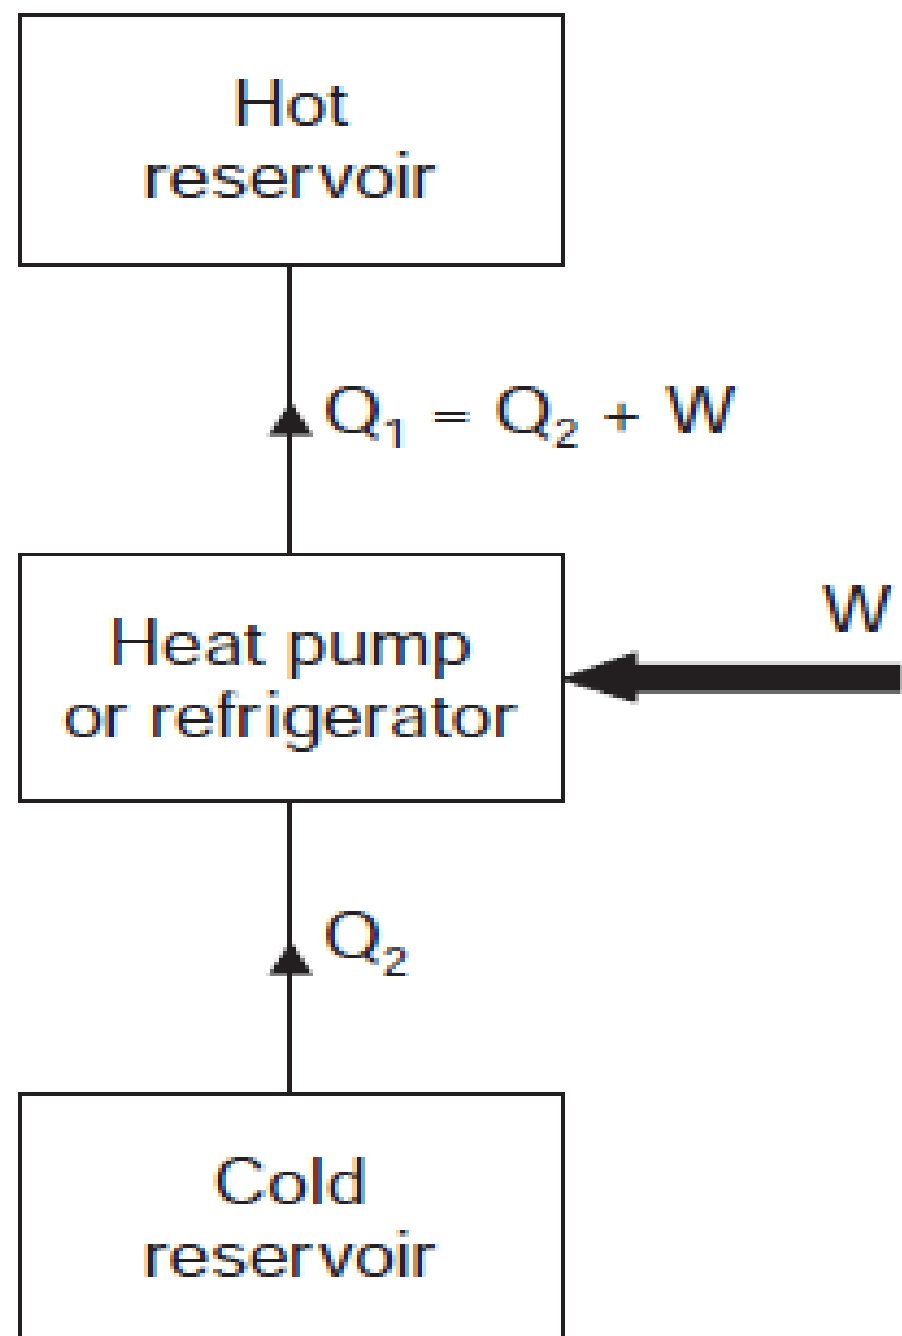 Hot
reservoir
Q₁ = Q₂ + W
W
Heat pump
or refrigerator
Q₂
Cold
reservoir